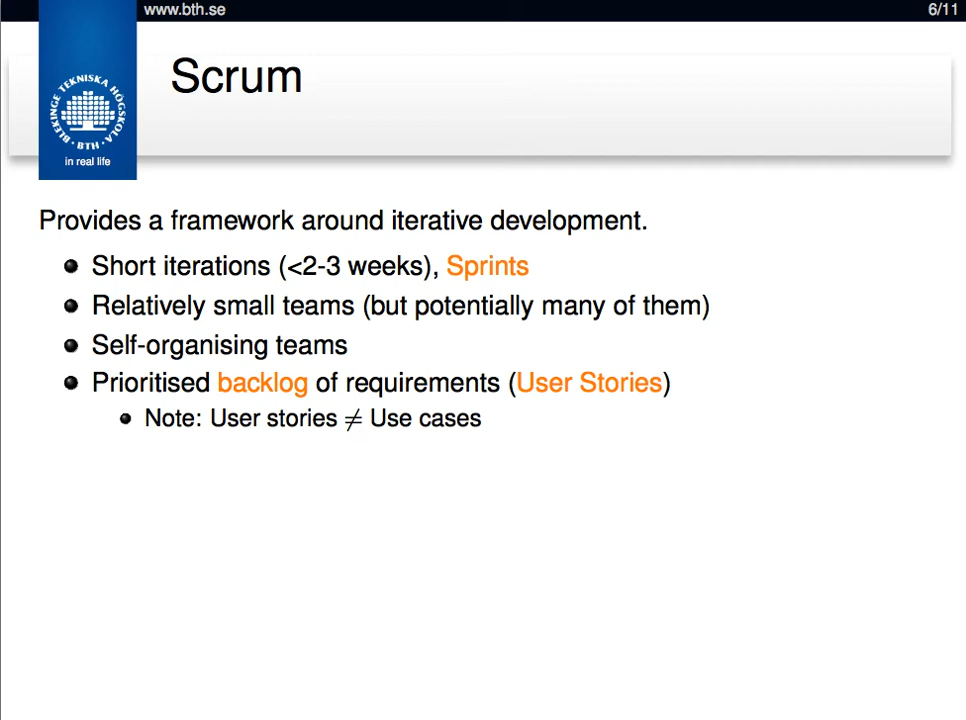 www.bth.se
6/11
BLEKINGE TEKNISKA HÖGSKOLA
· BTH ·
in real life
Scrum
Provides a framework around iterative development.
Short iterations (<2-3 weeks), Sprints
Relatively small teams (but potentially many of them)
Self-organising teams
Prioritised backlog of requirements (User Stories)
Note: User stories ≠ Use cases